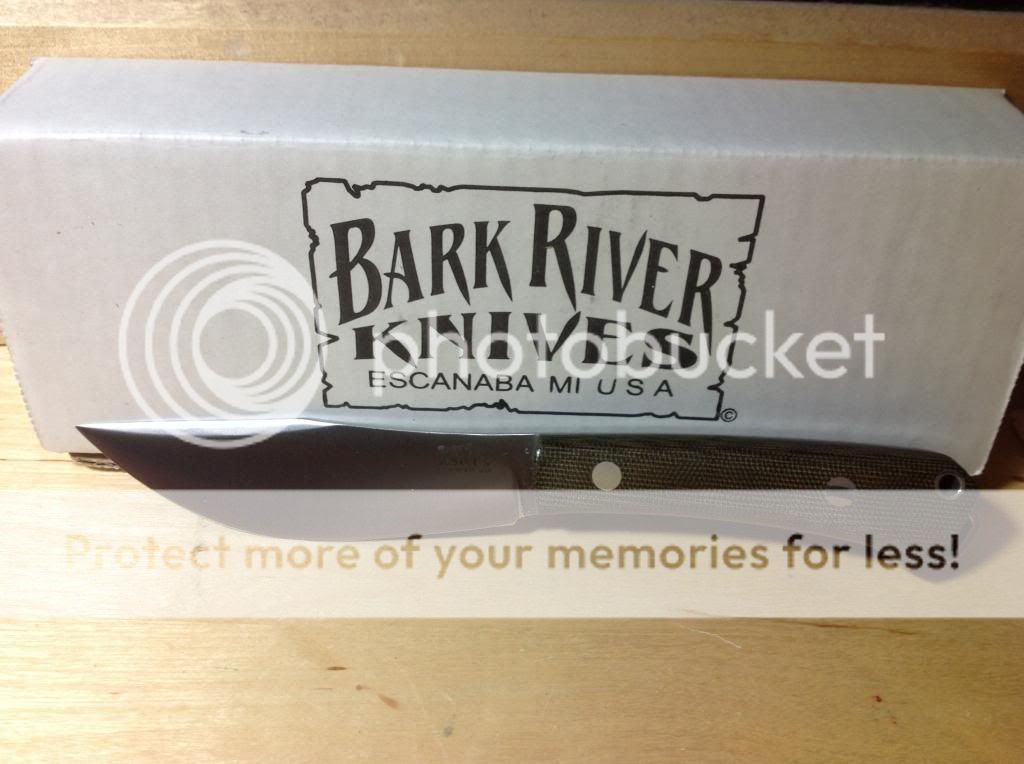 BARK RIVER
KNIVES
ESCANABA MI USA
©
photobucket
Protect more of your memories for less!